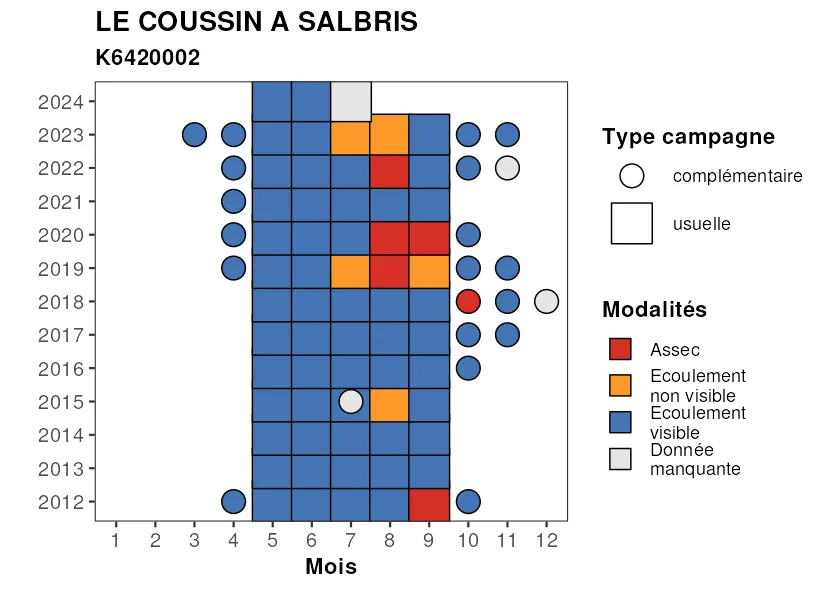 LE COUSSIN A SALBRIS
K6420002
2024
2023
2022
2021
2020
2019
2018
2017
2016
2015
2014
2013
2012
1 2 3 4 5 6 7 8 9 10 11 12
Mois
Type campagne
complémentaire
usuelle
Modalités
Assec
Ecoulement
non visible
Ecoulement
visible
Donnée
manquante